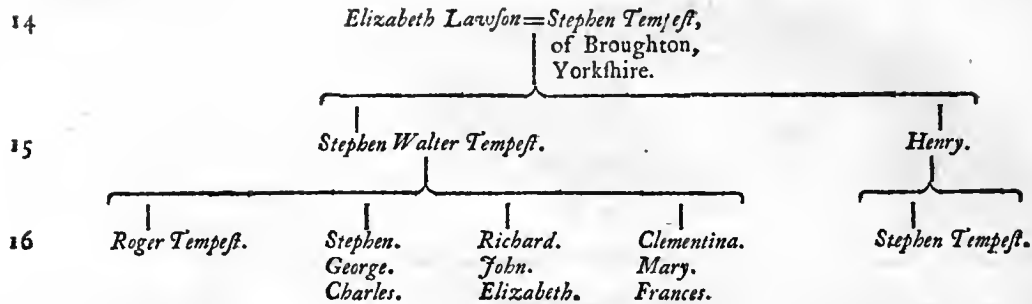 14 Elizabeth Lawſon=Stephen Tempeſt,
of Broughton,
Yorkſhire.
15 Stephen Walter Tempeſt. Henry.
16 Roger Tempeſt. Stephen. Richard. Clementina. Stephen Tempeſt.
George. John. Mary.
Charles. Elizabeth. Frances.